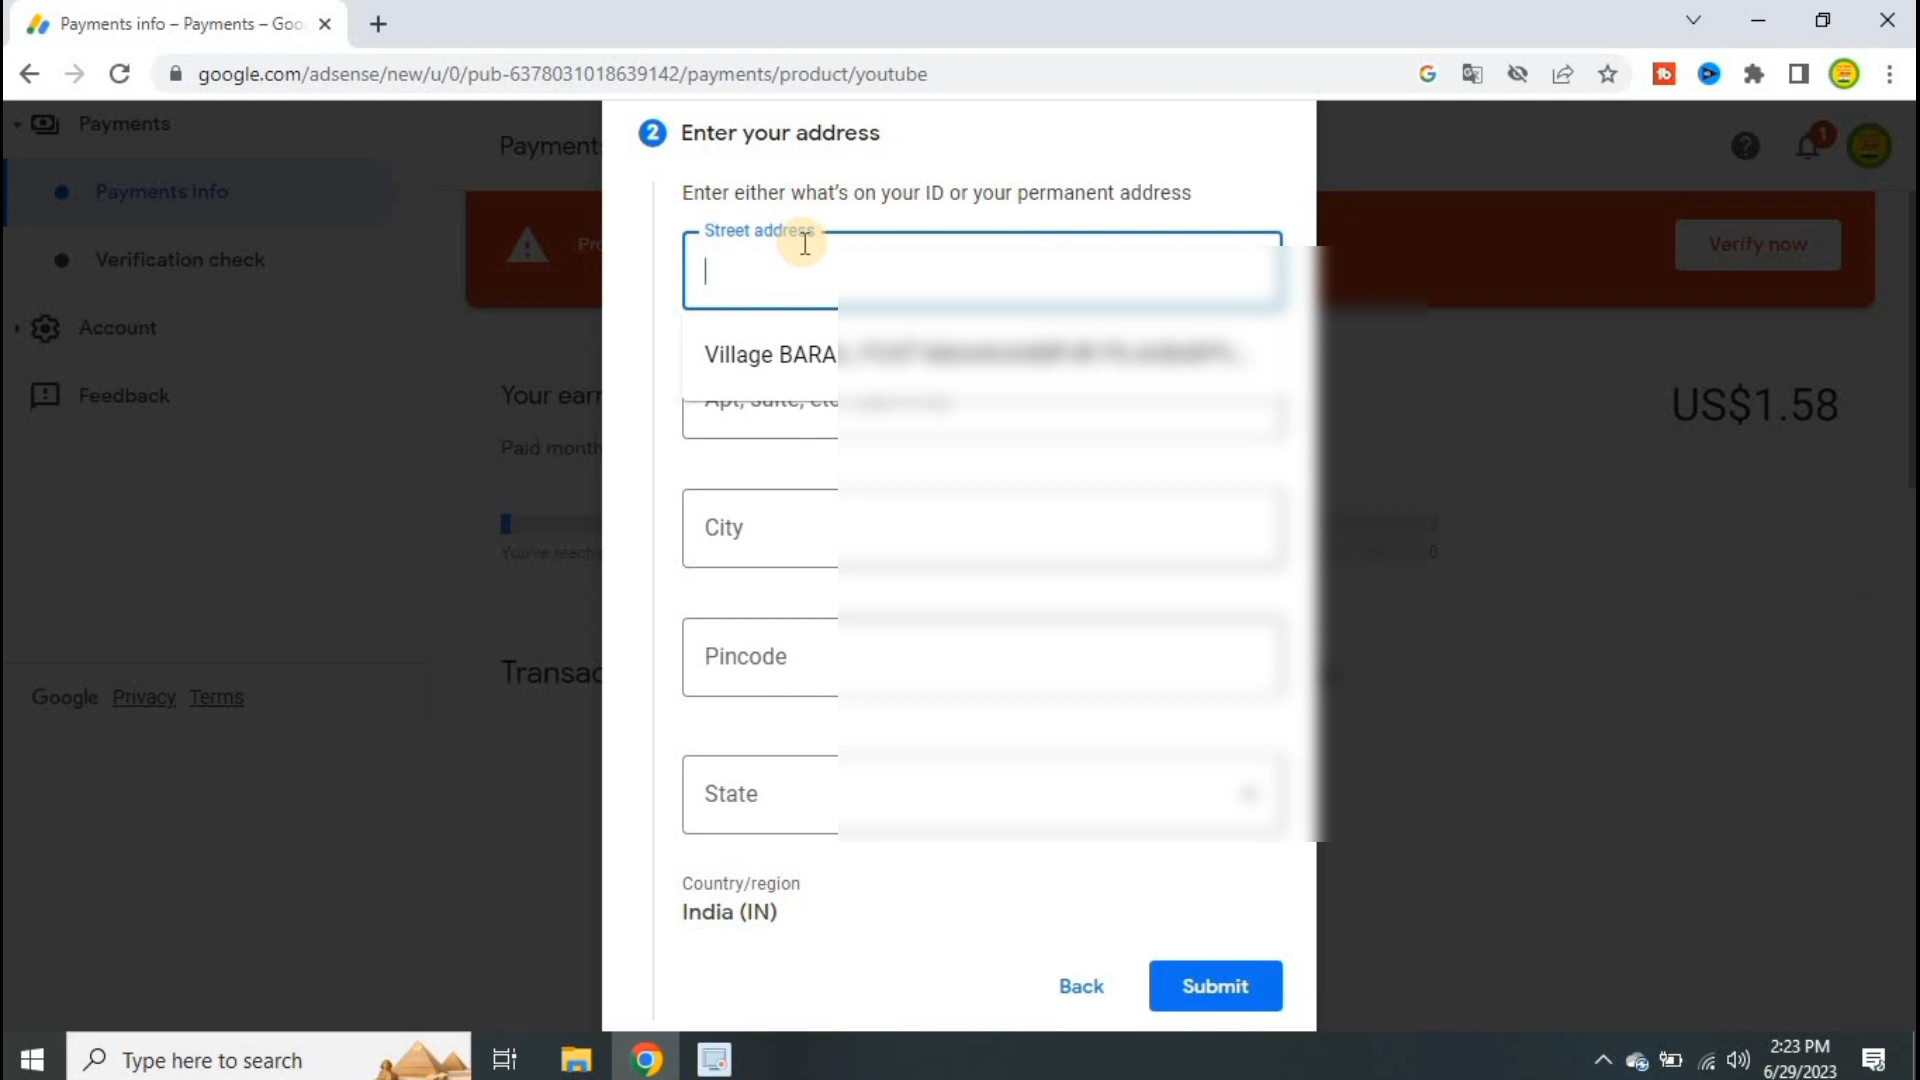 Payments info – Payments – Goo
google.com/adsense/new/u/0/pub-6378031018639142/payments/product/youtube
Payments
Payments info
Verification check
Account
Feedback
Google Privacy Terms
Payments
1
Verify now
Your earn
Paid month
US$1.58
You've reach
0
Transac
2 Enter your address
Enter either what's on your ID or your permanent address
Street address
Village BARA
Apt, suite, etc
City
Pincode
State
Country/region
India (IN)
Back
Submit
Type here to search
2:23 PM
6/29/2023